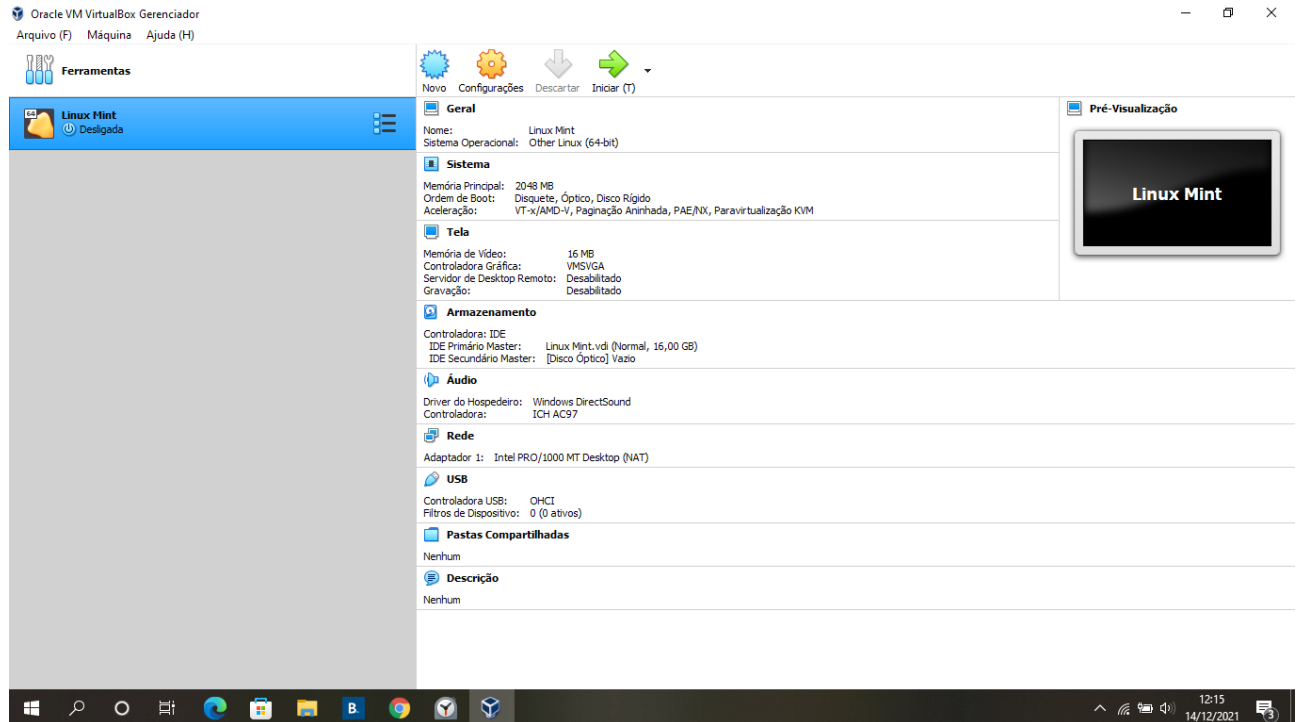 Oracle VM VirtualBox Gerenciador
Arquivo (F) Máquina Ajuda (H)
Ferramentas
Novo Configurações Descartar Iniciar (T)
64
Linux Mint
Desligada
Geral
Nome: Linux Mint
Sistema Operacional: Other Linux (64-bit)
Pré-Visualização
Linux Mint
Sistema
Memória Principal: 2048 MB
Ordem de Boot: Disquete, Óptico, Disco Rígido
Aceleração: VT-x/AMD-V, Paginação Aninhada, PAE/NX, Paravirtualização KVM
Tela
Memória de Vídeo: 16 MB
Controladora Gráfica: VMSVGA
Servidor de Desktop Remoto: Desabilitado
Gravação: Desabilitado
Armazenamento
Controladora: IDE
IDE Primário Master: Linux Mint.vdi (Normal, 16,00 GB)
IDE Secundário Master: [Disco Óptico] Vazio
Áudio
Driver do Hospedeiro: Windows DirectSound
Controladora: ICH AC97
Rede
Adaptador 1: Intel PRO/1000 MT Desktop (NAT)
USB
Controladora USB: OHCI
Filtros de Dispositivo: 0 (0 ativos)
Pastas Compartilhadas
Nenhum
Descrição
Nenhum
B.
12:15
14/12/2021
3